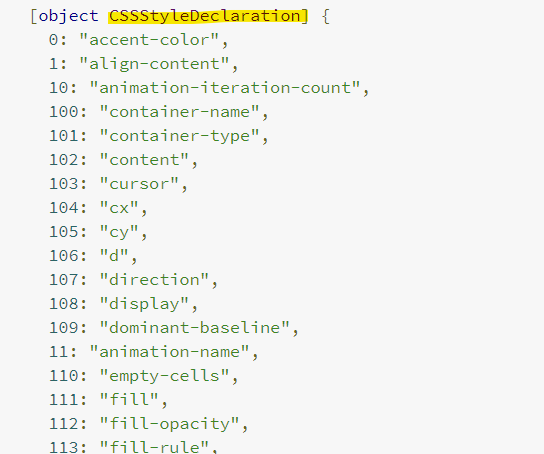 [object CSSStyleDeclaration] {
0: "accent-color",
1: "align-content",
10: "animation-iteration-count",
100: "container-name",
101: "container-type",
102: "content",
103: "cursor",
104: "cx",
105: "cy",
106: "d",
107: "direction",
108: "display",
109: "dominant-baseline",
11: "animation-name",
110: "empty-cells",
111: "fill",
112: "fill-opacity",
113: "fill-rule",